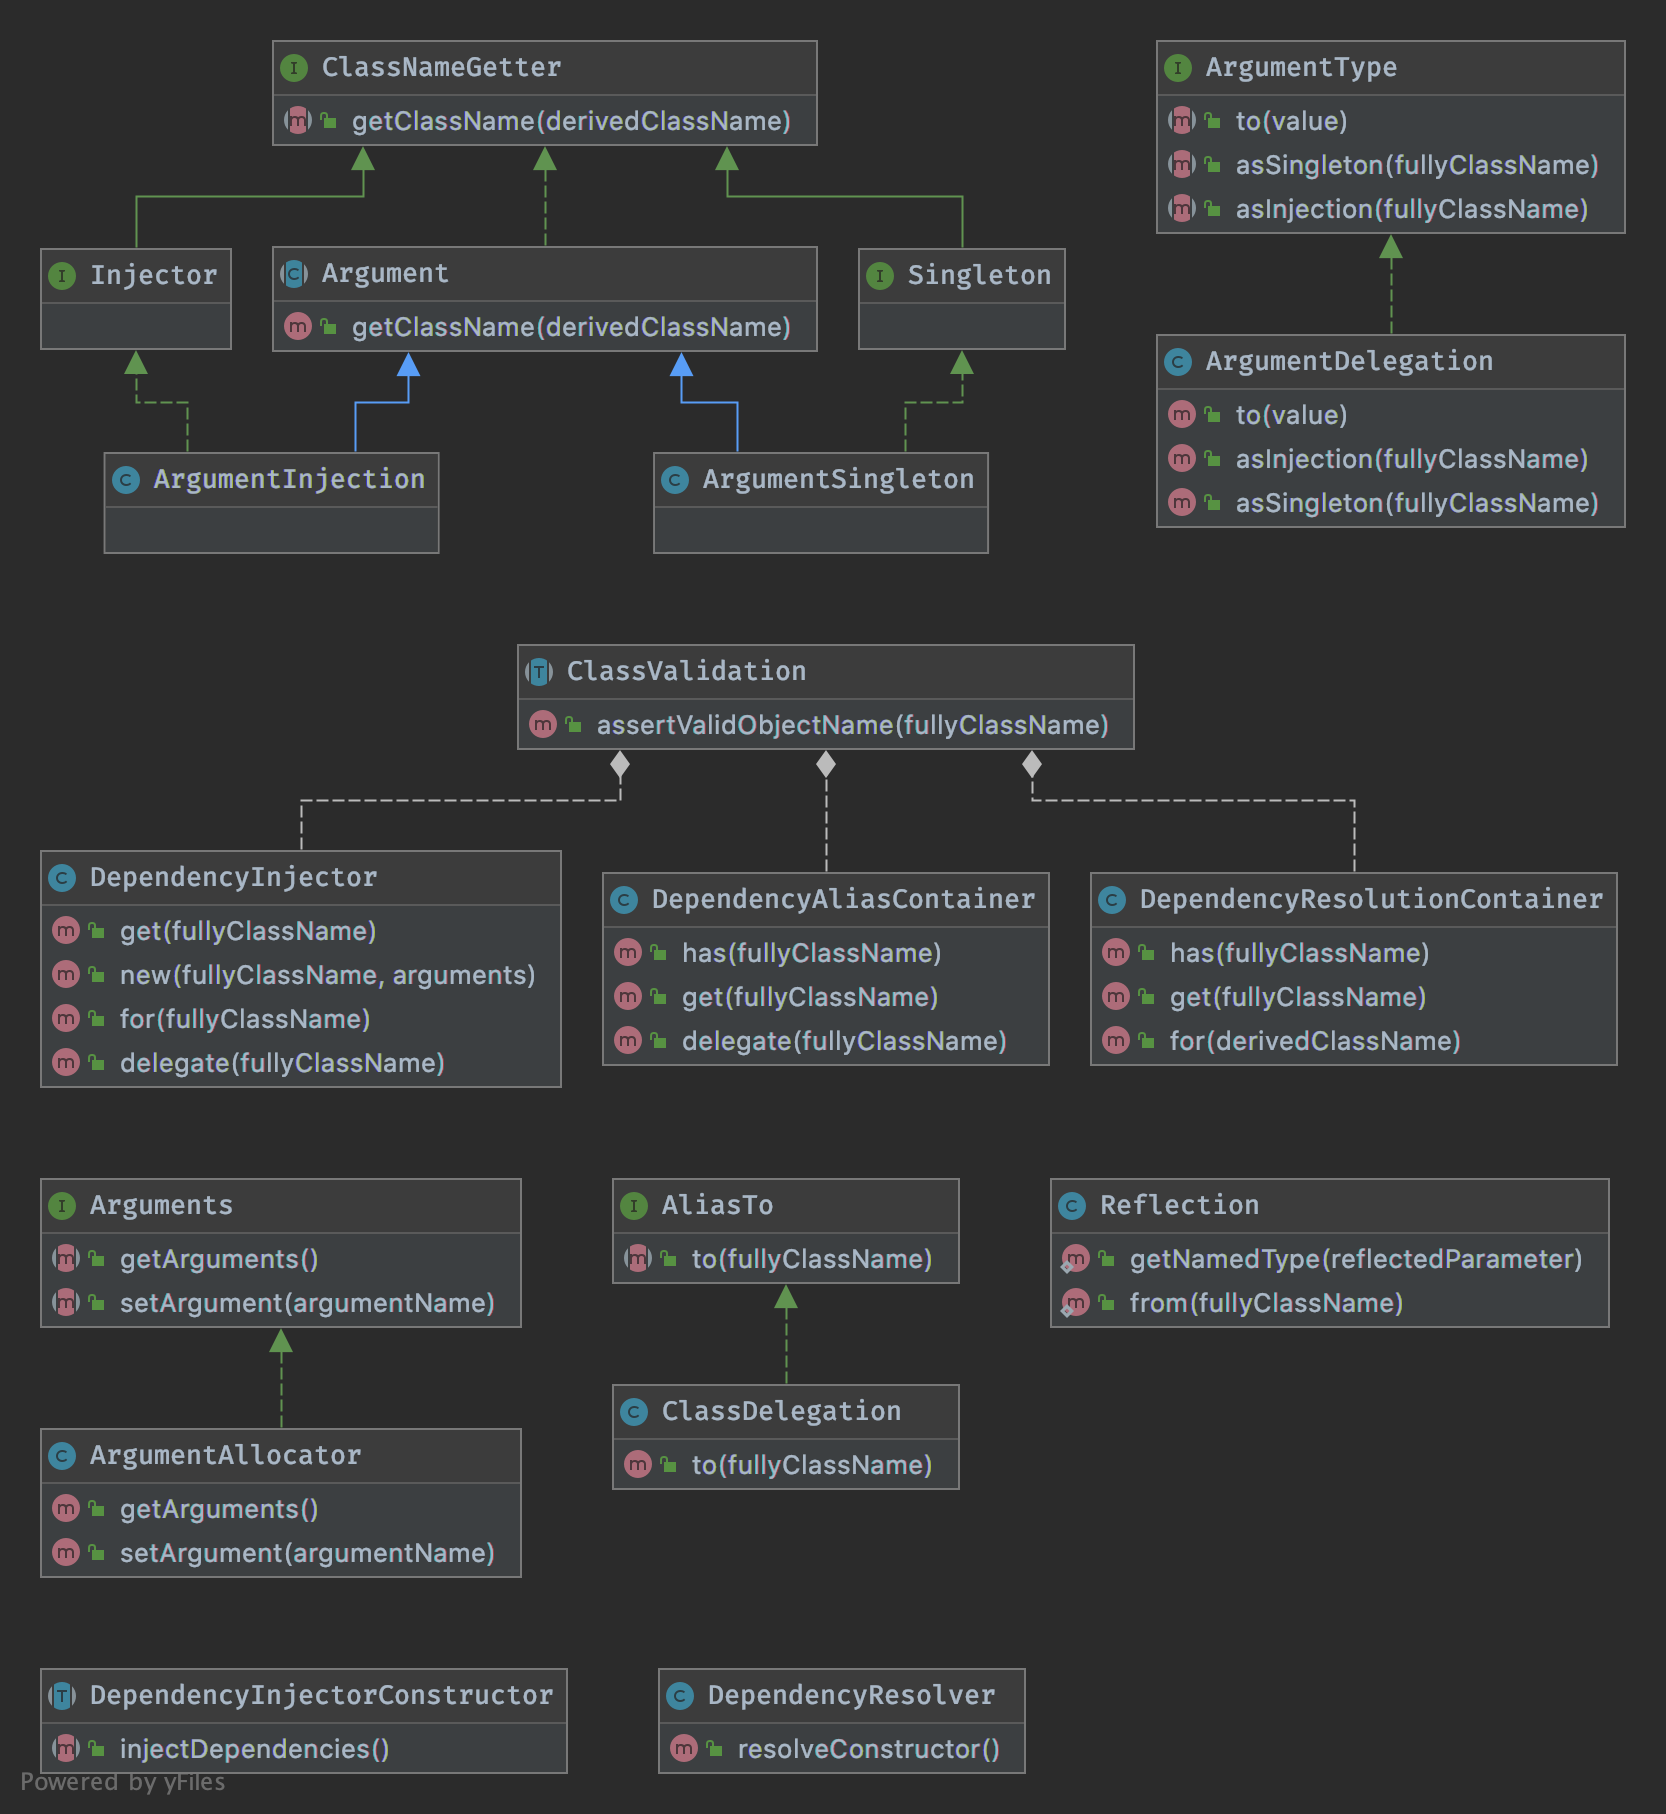 ClassNameGetter
getClassName(derivedClassName)
ArgumentType
to(value)
asSingleton(fullyClassName)
asInjection(fullyClassName)
Injector
Argument
getClassName(derivedClassName)
Singleton
ArgumentDelegation
to(value)
asInjection(fullyClassName)
asSingleton(fullyClassName)
ArgumentInjection
ArgumentSingleton
ClassValidation
assertValidObjectName(fullyClassName)
DependencyInjector
get(fullyClassName)
new(fullyClassName, arguments)
for(fullyClassName)
delegate(fullyClassName)
DependencyAliasContainer
has(fullyClassName)
get(fullyClassName)
delegate(fullyClassName)
DependencyResolutionContainer
has(fullyClassName)
get(fullyClassName)
for(derivedClassName)
Arguments
getArguments()
setArgument(argumentName)
AliasTo
to(fullyClassName)
Reflection
getNamedType(reflectedParameter)
from(fullyClassName)
ArgumentAllocator
getArguments()
setArgument(argumentName)
ClassDelegation
to(fullyClassName)
DependencyInjectorConstructor
injectDependencies()
DependencyResolver
resolveConstructor()
Powered by yFiles